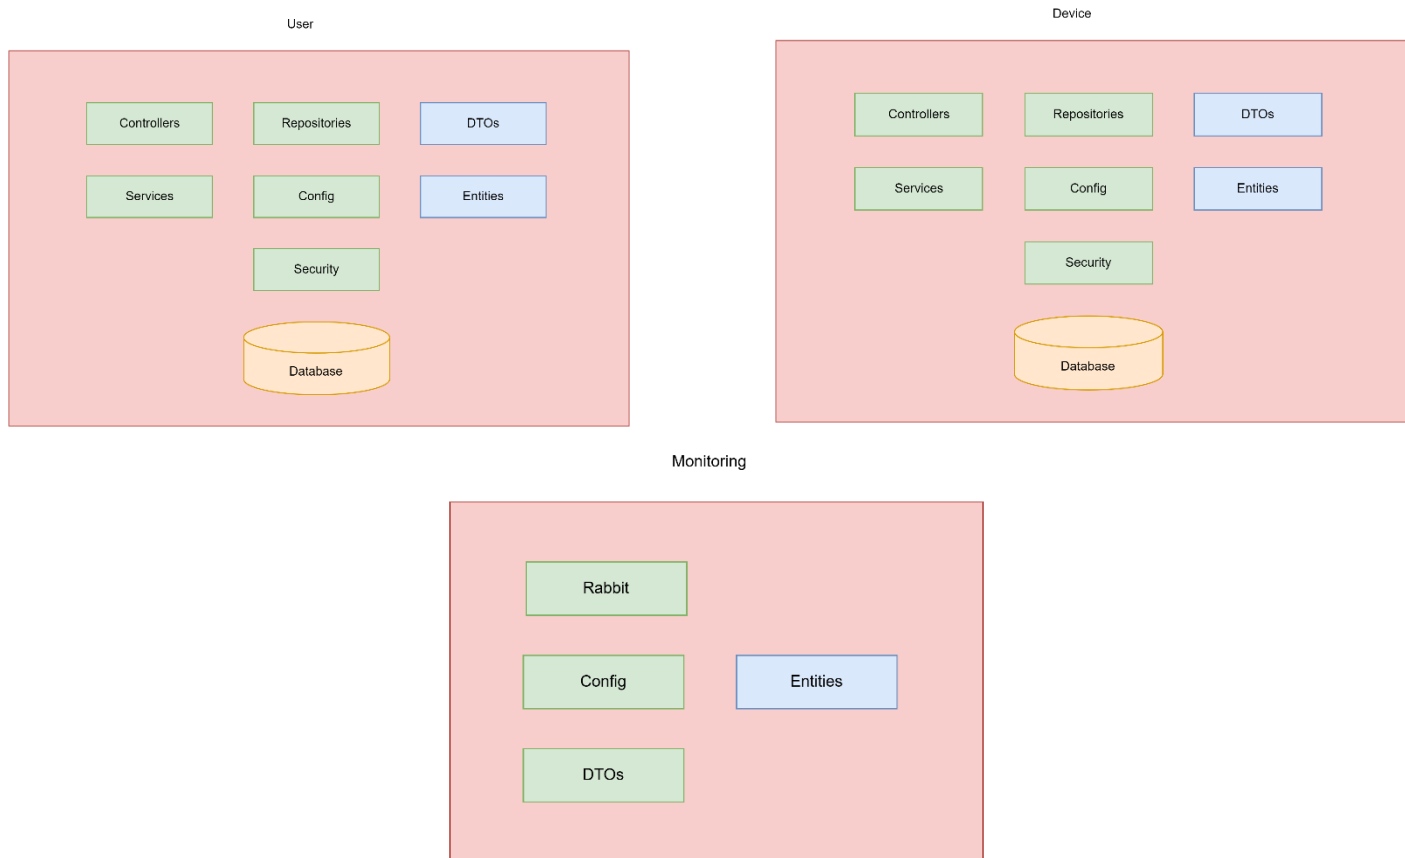 User
Controllers
Repositories
DTOs
Services
Config
Entities
Security
Database
Device
Controllers
Repositories
DTOs
Services
Config
Entities
Security
Database
Monitoring
Rabbit
Config
Entities
DTOs